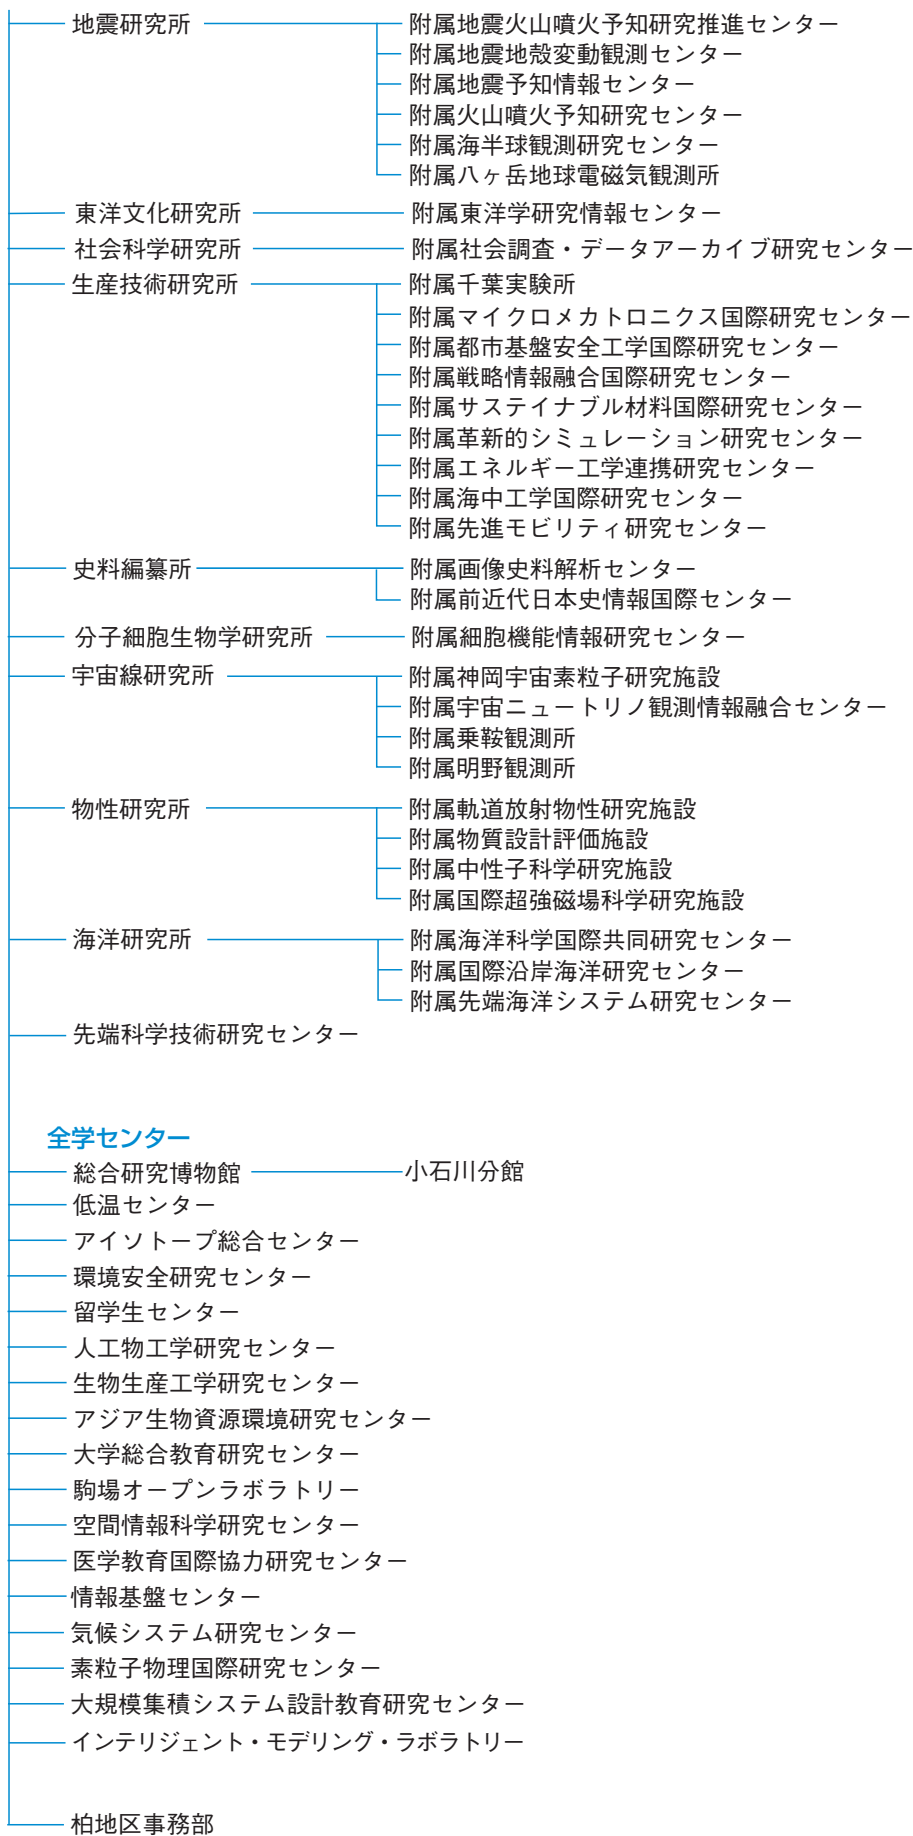 地震研究所 附属地震火山噴火予知研究推進センター
附属地震地殻変動観測センター
附属地震予知情報センター
附属火山噴火予知研究センター
附属海半球観測研究センター
附属八ヶ岳地球電磁気観測所
東洋文化研究所 附属東洋学研究情報センター
社会科学研究所 附属社会調査・データアーカイブ研究センター
生産技術研究所 附属千葉実験所
附属マイクロメカトロニクス国際研究センター
附属都市基盤安全工学国際研究センター
附属戦略情報融合国際研究センター
附属サステイナブル材料国際研究センター
附属革新的シミュレーション研究センター
附属エネルギー工学連携研究センター
附属海中工学国際研究センター
附属先進モビリティ研究センター
史料編纂所 附属画像史料解析センター
附属前近代日本史情報国際センター
分子細胞生物学研究所 附属細胞機能情報研究センター
宇宙線研究所 附属神岡宇宙素粒子研究施設
附属宇宙ニュートリノ観測情報融合センター
附属乗鞍観測所
附属明野観測所
物性研究所 附属軌道放射物性研究施設
附属物質設計評価施設
附属中性子科学研究施設
附属国際超強磁場科学研究施設
海洋研究所 附属海洋科学国際共同研究センター
附属国際沿岸海洋研究センター
附属先端海洋システム研究センター
先端科学技術研究センター
全学センター
総合研究博物館 小石川分館
低温センター
アイソトープ総合センター
環境安全研究センター
留学生センター
人工物工学研究センター
生物生産工学研究センター
アジア生物資源環境研究センター
大学総合教育研究センター
駒場オープンラボラトリー
空間情報科学研究センター
医学教育国際協力研究センター
情報基盤センター
気候システム研究センター
素粒子物理国際研究センター
大規模集積システム設計教育研究センター
インテリジェント・モデリング・ラボラトリー
柏地区事務部